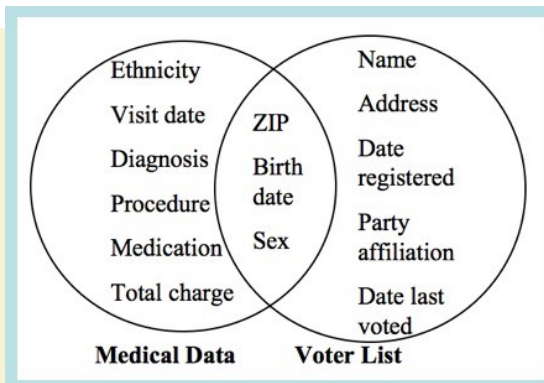 Ethnicity
Visit date
Diagnosis
Procedure
Medication
Total charge
ZIP
Birth
date
Sex
Name
Address
Date
registered
Party
affiliation
Date last
voted
Medical Data
Voter List